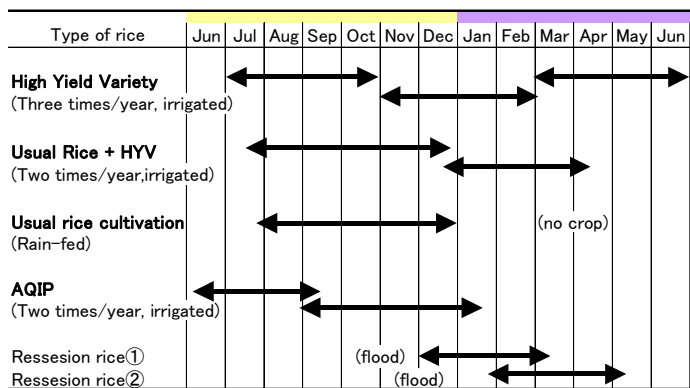 Type of rice Jun Jul Aug Sep Oct Nov Dec Jan Feb Mar Apr May Jun
High Yield Variety
(Three times/year, irrigated)
Usual Rice + HYV
(Two times/year,irrigated)
Usual rice cultivation (no crop)
(Rain-fed)
AQIP
(Two times/year, irrigated)
Ressesion rice① (flood)
Ressesion rice② (flood)